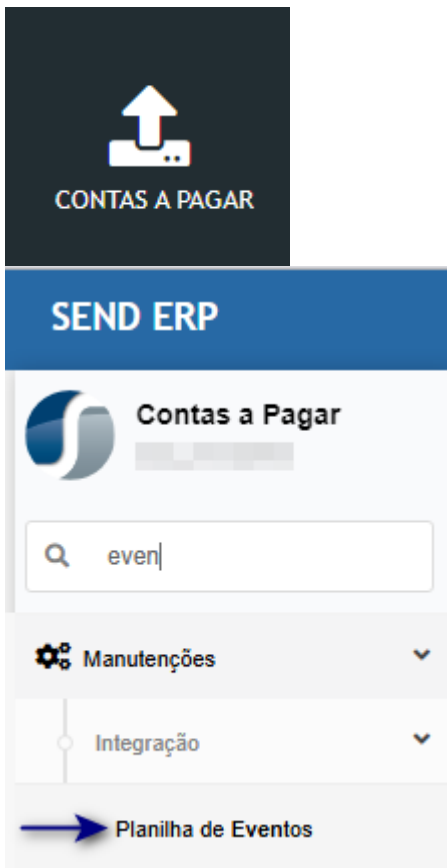 CONTAS A PAGAR
SEND ERP
Contas a Pagar
even
Manutenções
Integração
Planilha de Eventos